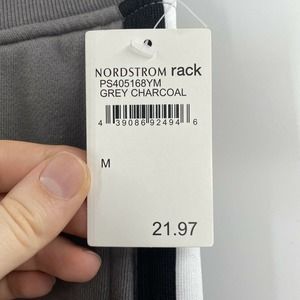 NORDSTROM rack
PS405168YM
GREY CHARCOAL
4 39086 92494 6
M
21.97